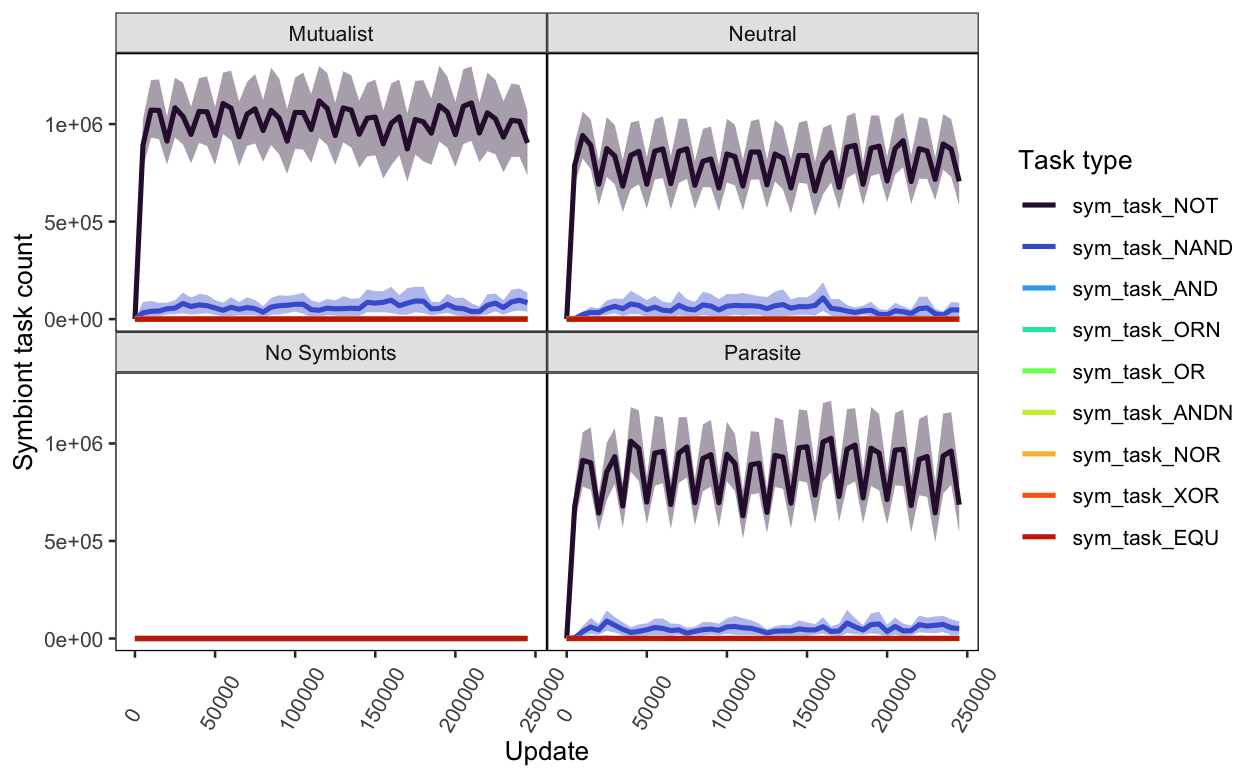 Mutualist
Neutral
1e+06
5e+05
0e+00
No Symbionts
Parasite
1e+06
5e+05
0e+00
0
50000
100000
150000
200000
250000
0
50000
100000
150000
200000
250000
Update
Symbiont task count
Task type
sym_task_NOT
sym_task_NAND
sym_task_AND
sym_task_ORN
sym_task_OR
sym_task_ANDN
sym_task_NOR
sym_task_XOR
sym_task_EQU